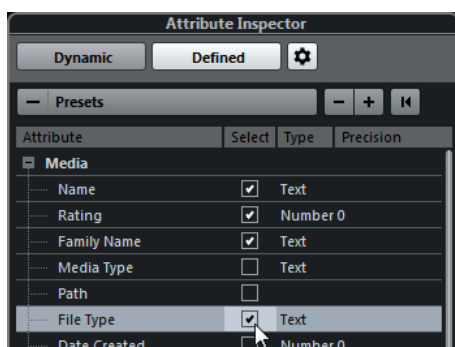 Attribute Inspector
Dynamic Defined
Presets
Attribute Select Type Precision
Media
Name Text
Rating Number 0
Family Name Text
Media Type Text
Path
File Type Text
Date Created Number 0